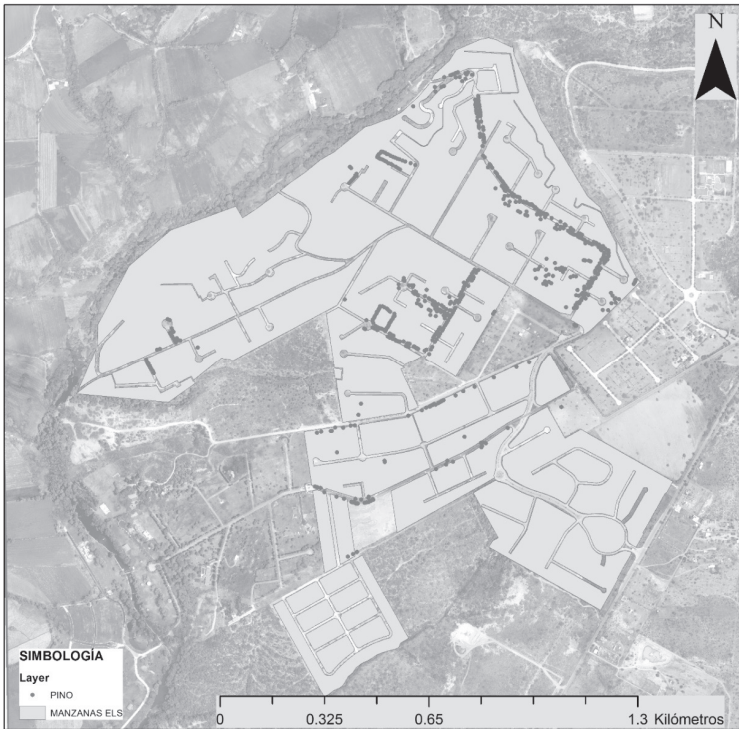 N
SIMBOLOGÍA
Layer
PINO
MANZANAS ELS
0 0.325 0.65 1.3 Kilómetros